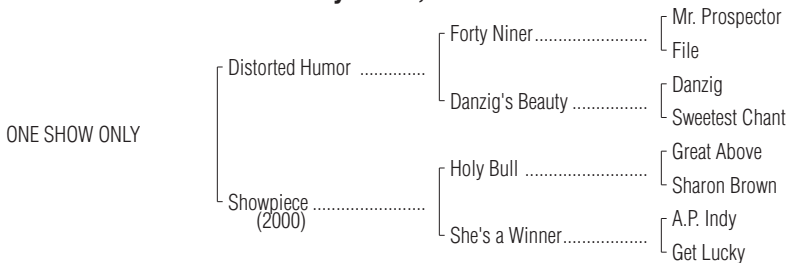 Mr. Prospector
Forty Niner....................
File
Distorted Humor ..............
Danzig
Danzig's Beauty ................
Sweetest Chant
ONE SHOW ONLY
Great Above
Holy Bull .......................
Sharon Brown
Showpiece .......................
(2000)
A.P. Indy
She's a Winner.................
Get Lucky